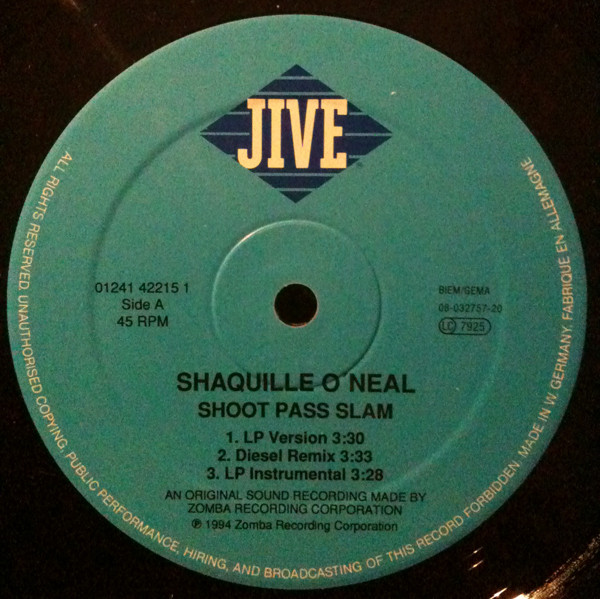 JIVE
01241 42215 1
Side A
45 RPM
BIEM/GEMA
08-032757-20
LC 7925
SHAQUILLE O'NEAL
SHOOT PASS SLAM
1. LP Version 3:30
2. Diesel Remix 3:33
3. LP Instrumental 3:28
AN ORIGINAL SOUND RECORDING MADE BY
ZOMBA RECORDING CORPORATION
℗ 1994 Zomba Recording Corporation
ALL RIGHTS RESERVED. UNAUTHORISED COPYING, PUBLIC PERFORMANCE, HIRING, AND BROADCASTING OF THIS RECORD FORBIDDEN. MADE IN W GERMANY. FABRIQUE EN ALLEMAGNE